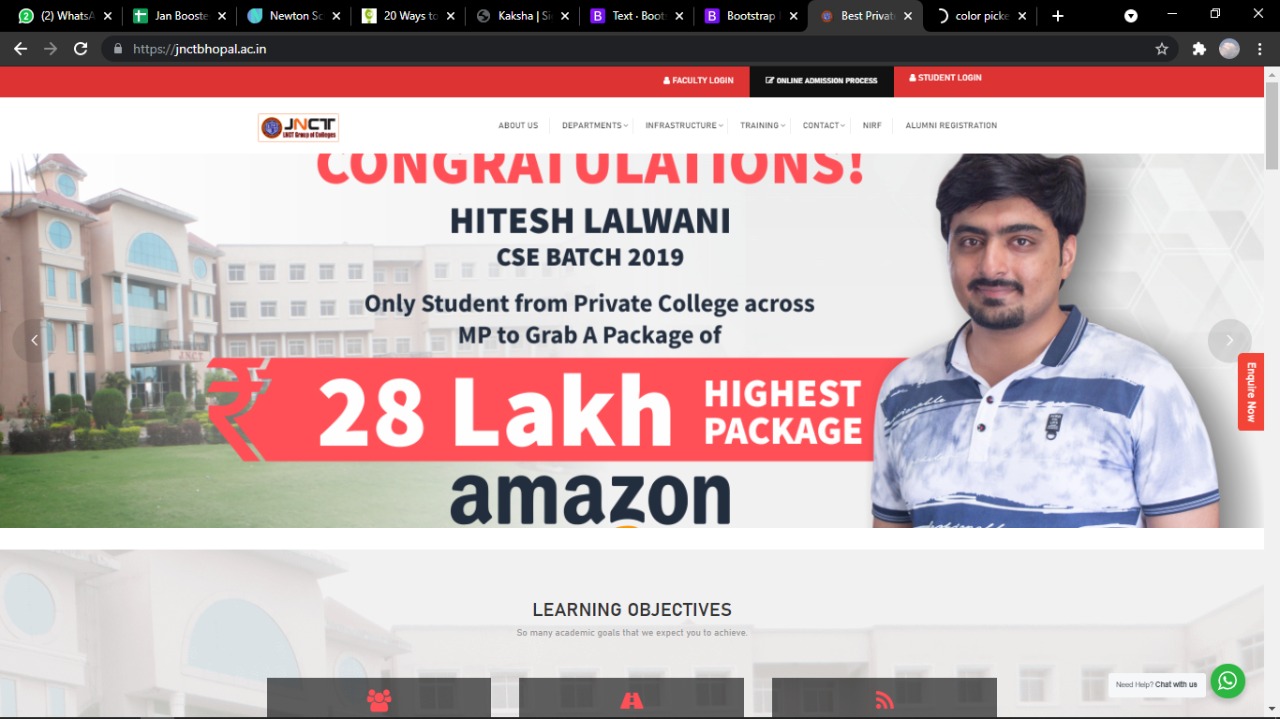 (2) WhatsA
Jan Booste
Newton Sc
20 Ways to
Kaksha | Si
Text · Boot
Bootstrap
Best Privat
color picke
https://jnctbhopal.ac.in
FACULTY LOGIN
ONLINE ADMISSION PROCESS
STUDENT LOGIN
JNCT
LNCT Group of Colleges
ABOUT US
DEPARTMENTS
INFRASTRUCTURE
TRAINING
CONTACT
NIRF
ALUMNI REGISTRATION
CONGRATULATIONS!
HITESH LALWANI
CSE BATCH 2019
Only Student from Private College across
MP to Grab A Package of
₹ 28 Lakh
HIGHEST
PACKAGE
amazon
J.N.C.T.
Enquire Now
LEARNING OBJECTIVES
So many academic goals that we expect you to achieve.
Need Help? Chat with us